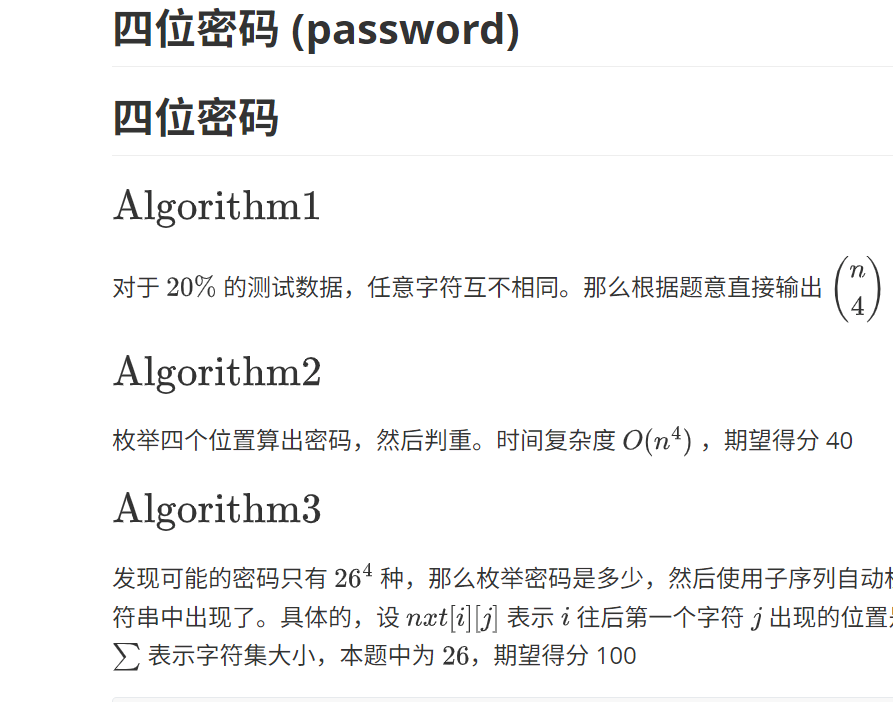 四位密码 (password)
四位密码
Algorithm1
对于 20% 的测试数据，任意字符互不相同。那么根据题意直接输出 (n 4)
Algorithm2
枚举四个位置算出密码，然后判重。时间复杂度 O(n⁴) ，期望得分 40
Algorithm3
发现可能的密码只有 26⁴ 种，那么枚举密码是多少，然后使用子序列自动
符串中出现了。具体的，设 nxt[i][j] 表示 i 往后第一个字符 j 出现的位置
∑ 表示字符集大小，本题中为 26，期望得分 100